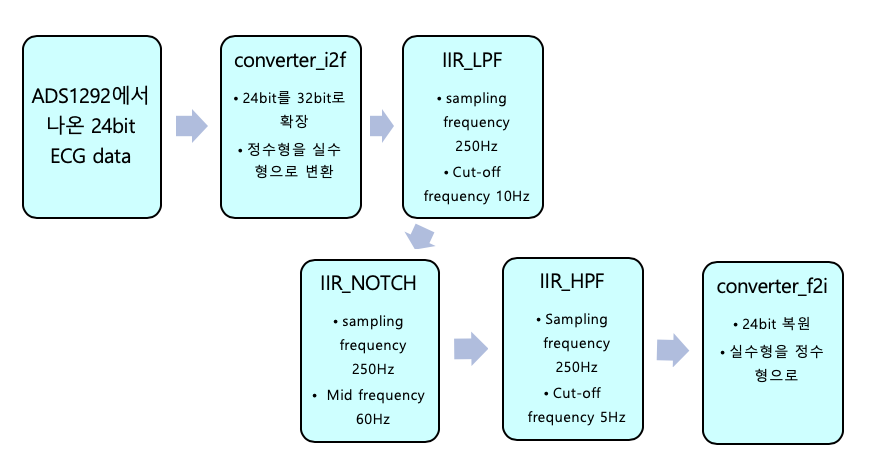 ADS1292에서
나온 24bit
ECG data
converter_i2f
• 24bit를 32bit로
확장
• 정수형을 실수
형으로 변환
IIR_LPF
• sampling
frequency
250Hz
• Cut-off
frequency 10Hz
IIR_NOTCH
• sampling
frequency
250Hz
• Mid frequency
60Hz
IIR_HPF
• Sampling
frequency
250Hz
• Cut-off
frequency 5Hz
converter_f2i
• 24bit 복원
• 실수형을 정수
형으로